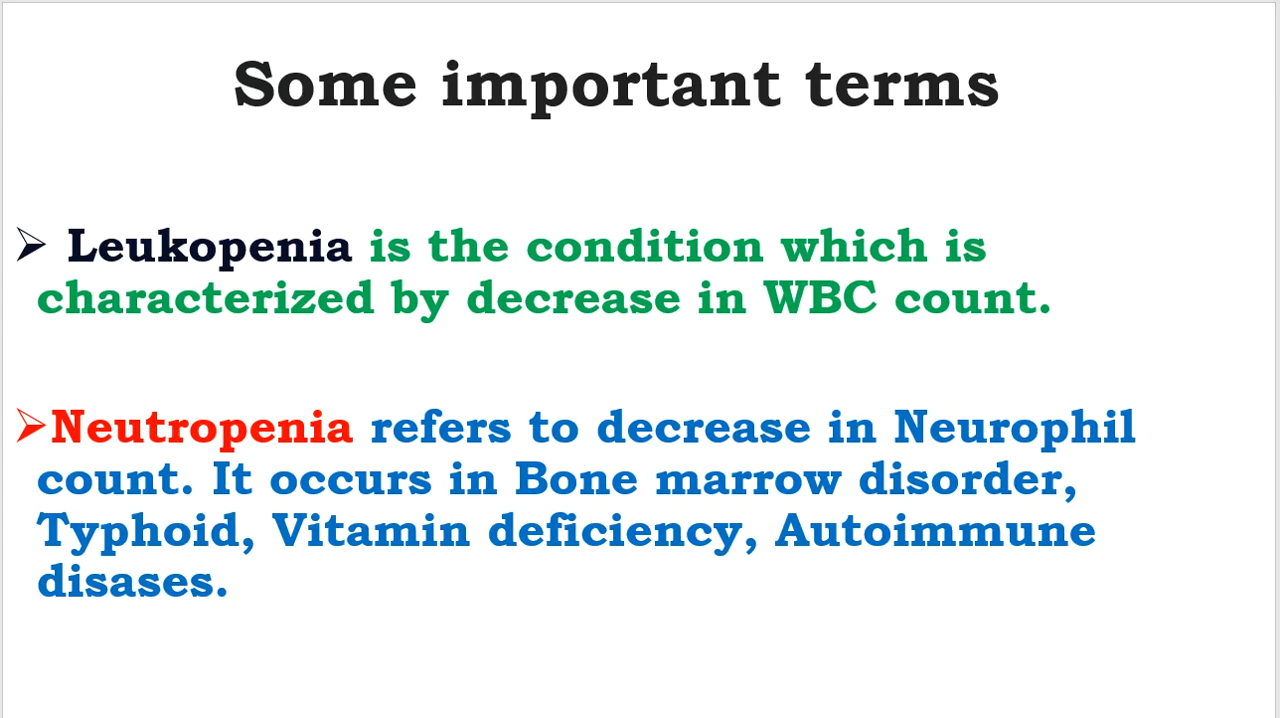 Some important terms
➢ Leukopenia is the condition which is
characterized by decrease in WBC count.
➢Neutropenia refers to decrease in Neurophil
count. It occurs in Bone marrow disorder,
Typhoid, Vitamin deficiency, Autoimmune
disases.